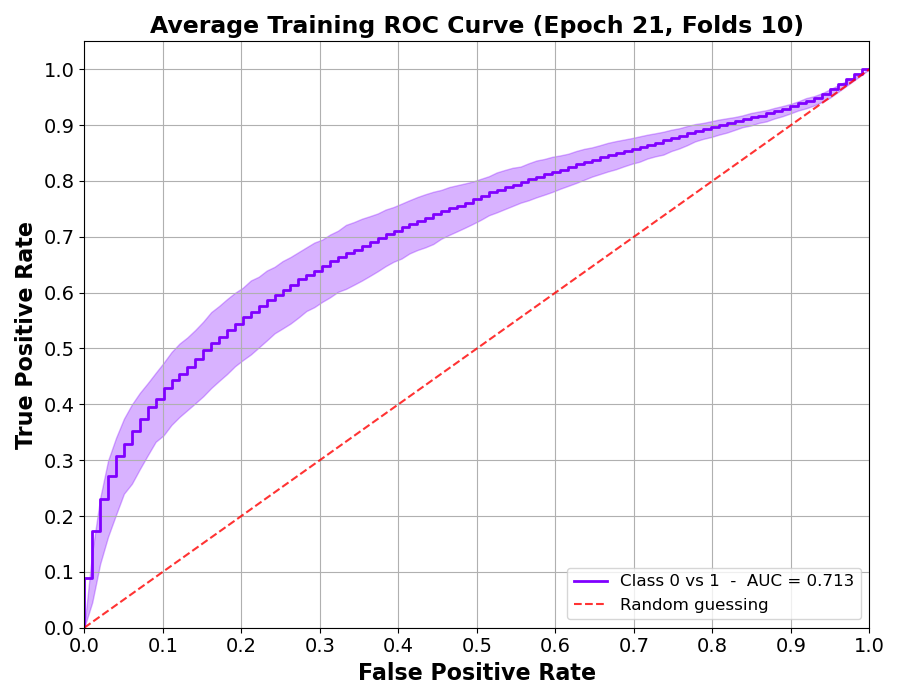 Average Training ROC Curve (Epoch 21, Folds 10)
True Positive Rate
1.0
0.9
0.8
0.7
0.6
0.5
0.4
0.3
0.2
0.1
0.0
Class 0 vs 1 - AUC = 0.713
Random guessing
0.0 0.1 0.2 0.3 0.4 0.5 0.6 0.7 0.8 0.9 1.0
False Positive Rate